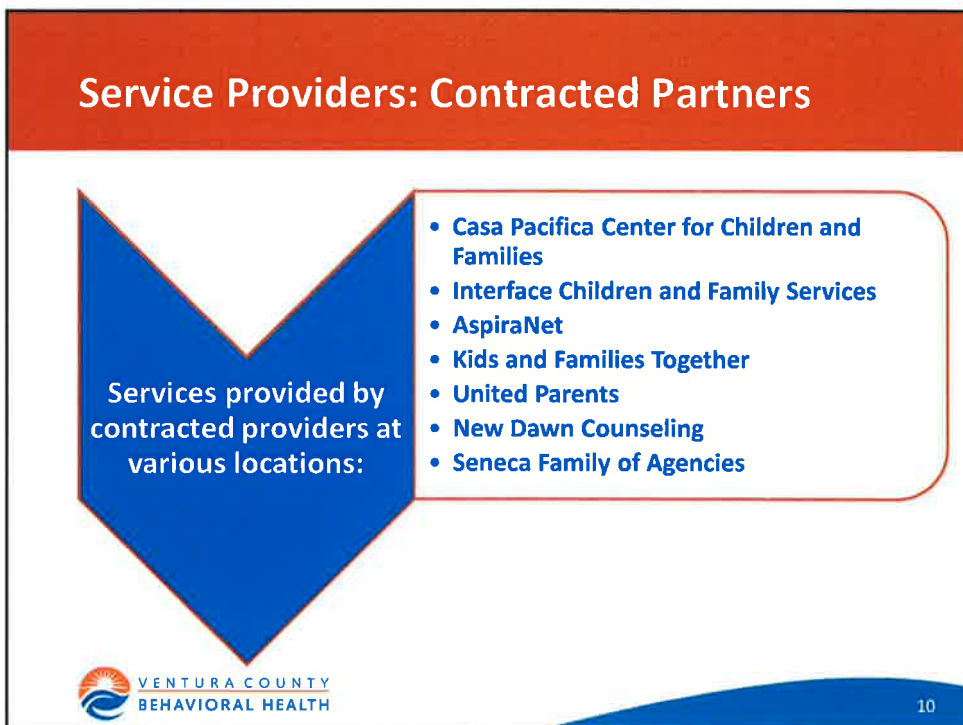 Service Providers: Contracted Partners
Services provided by
contracted providers at
various locations:
• Casa Pacifica Center for Children and
Families
• Interface Children and Family Services
• AspiraNet
• Kids and Families Together
• United Parents
• New Dawn Counseling
• Seneca Family of Agencies
VENTURA COUNTY
BEHAVIORAL HEALTH
10